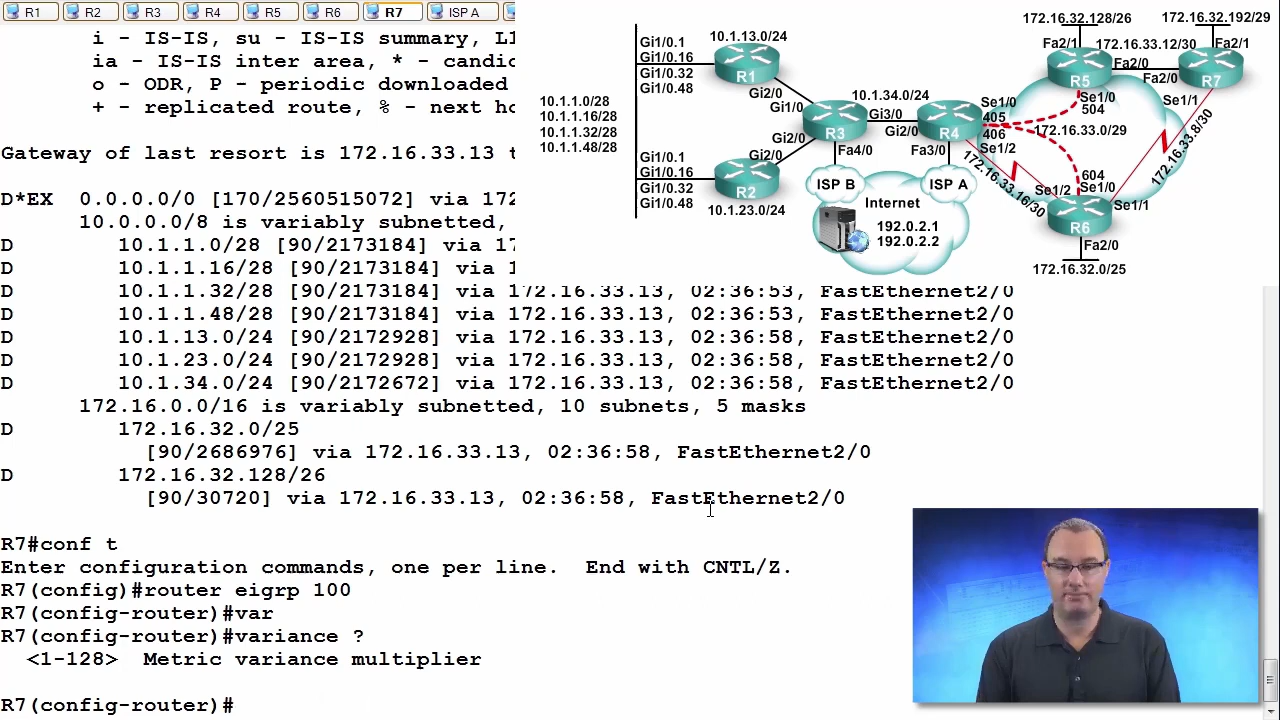 R1 R2 R3 R4 R5 R6 R7 ISP A
i - IS-IS, su - IS-IS summary, L1
ia - IS-IS inter area, * - candic
o - ODR, P - periodic downloaded
+ - replicated route, % - next ho
Gateway of last resort is 172.16.33.13 t
D*EX 0.0.0.0/0 [170/2560515072] via 172
10.0.0.0/8 is variably subnetted,
D 10.1.1.0/28 [90/2173184] via 17
D 10.1.1.16/28 [90/2173184] via 1
D 10.1.1.32/28 [90/2173184] via 172.16.33.13, 02:36:53, FastEthernet2/0
D 10.1.1.48/28 [90/2173184] via 172.16.33.13, 02:36:53, FastEthernet2/0
D 10.1.13.0/24 [90/2172928] via 172.16.33.13, 02:36:58, FastEthernet2/0
D 10.1.23.0/24 [90/2172928] via 172.16.33.13, 02:36:58, FastEthernet2/0
D 10.1.34.0/24 [90/2172672] via 172.16.33.13, 02:36:58, FastEthernet2/0
172.16.0.0/16 is variably subnetted, 10 subnets, 5 masks
D 172.16.32.0/25
[90/2686976] via 172.16.33.13, 02:36:58, FastEthernet2/0
D 172.16.32.128/26
[90/30720] via 172.16.33.13, 02:36:58, FastEthernet2/0
R7#conf t
Enter configuration commands, one per line. End with CNTL/Z.
R7(config)#router eigrp 100
R7(config-router)#var
R7(config-router)#variance ?
<1-128> Metric variance multiplier
R7(config-router)#
10.1.1.0/28
10.1.1.16/28
10.1.1.32/28
10.1.1.48/28
Gi1/0.1
Gi1/0.16
Gi1/0.32
Gi1/0.48
10.1.13.0/24
R1
Gi2/0
Gi1/0
Gi1/0.1
Gi1/0.16
Gi1/0.32
Gi1/0.48
Gi2/0
Gi2/0
R2
10.1.23.0/24
R3
Gi3/0
Fa4/0
10.1.34.0/24
R4
Gi2/0
Fa3/0
Se1/0
405
406
Se1/2
ISP B
ISP A
Internet
192.0.2.1
192.0.2.2
172.16.32.128/26
Fa2/1
R5
Fa2/0
Se1/0
504
172.16.33.12/30
172.16.32.192/29
Fa2/1
Fa2/0
R7
Se1/1
172.16.33.0/29
172.16.33.8/30
172.16.33.16/30
604
Se1/0
Se1/2
Se1/1
R6
Fa2/0
172.16.32.0/25